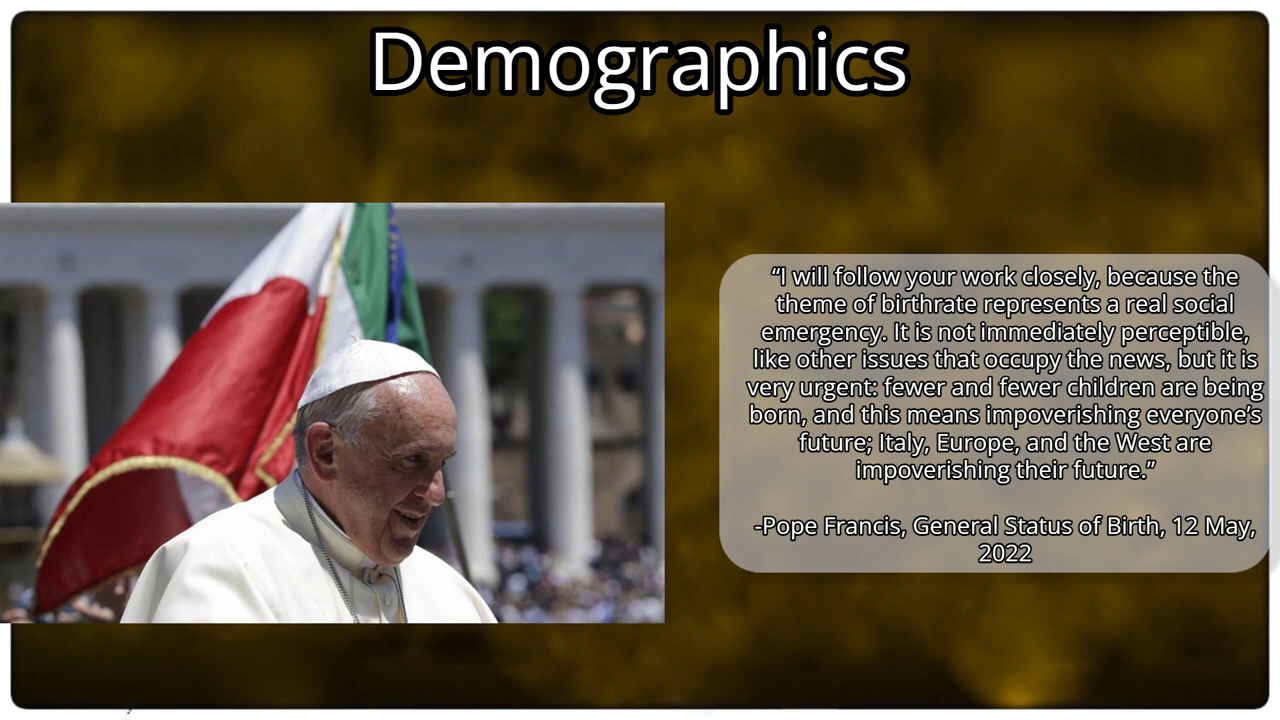 Demographics
“I will follow your work closely, because the
theme of birthrate represents a real social
emergency. It is not immediately perceptible,
like other issues that occupy the news, but it is
very urgent: fewer and fewer children are being
born, and this means impoverishing everyone’s
future; Italy, Europe, and the West are
impoverishing their future.”
-Pope Francis, General Status of Birth, 12 May,
2022